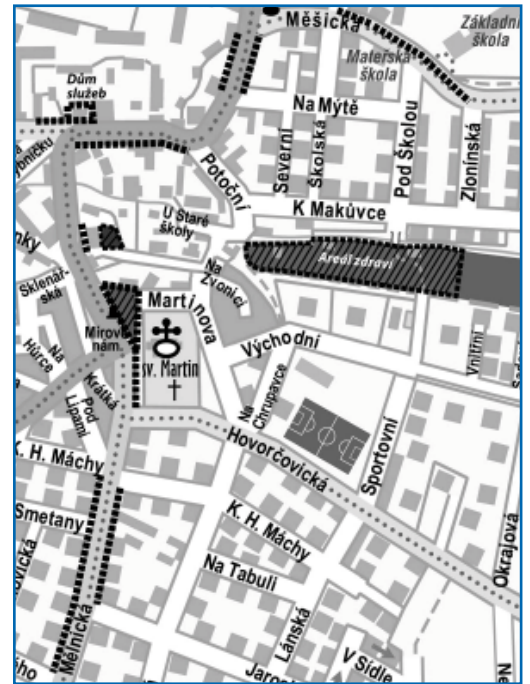 Měšická
Základní
škola
Mateřská
škola
Dům
služeb
Na Mýtě
Severní
Školská
Pod Školou
Zlonínská
Potoční
U Staré
školy
K Makůvce
Areál zdraví
Na
Zvonici
Sklenář-
ská
Martinova
Mírové
nám.
sv. Martin
Východní
Vnitřní
Na
Hůrce
Krátká
Pod
Lipami
Na
Chrupavce
Hovorčovická
Sportovní
K. H. Máchy
K. H. Máchy
Smetany
Na Tabuli
Lánská
Okrajová
Mělnická
V Sídle